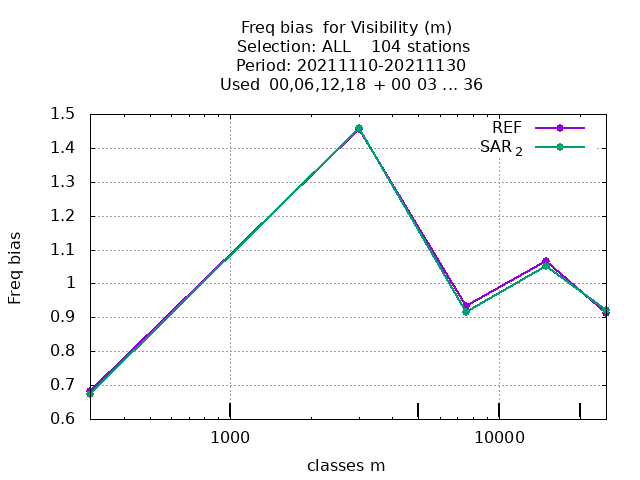 Freq bias  for Visibility (m)
Selection: ALL    104 stations
Period: 20211110-20211130
Used  00,06,12,18  + 00 03 ... 36
1.5
1.4
1.3
1.2
1.1
1
0.9
0.8
0.7
0.6
Freq bias
REF
SAR 2
1000
10000
classes m